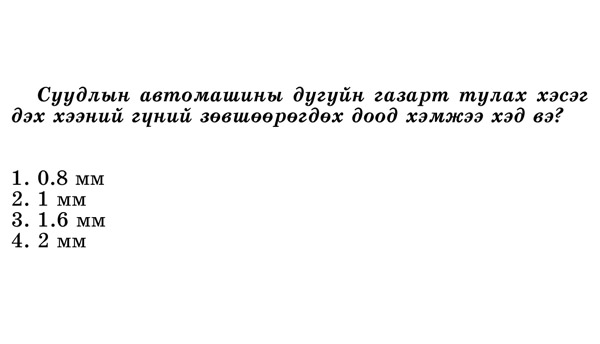 Суудлын автомашины дугуйн газарт тулах хэсэг
дэх хээний гүний зөвшөөрөгдөх доод хэмжээ хэд вэ?
1. 0.8 мм
2. 1 мм
3. 1.6 мм
4. 2 мм